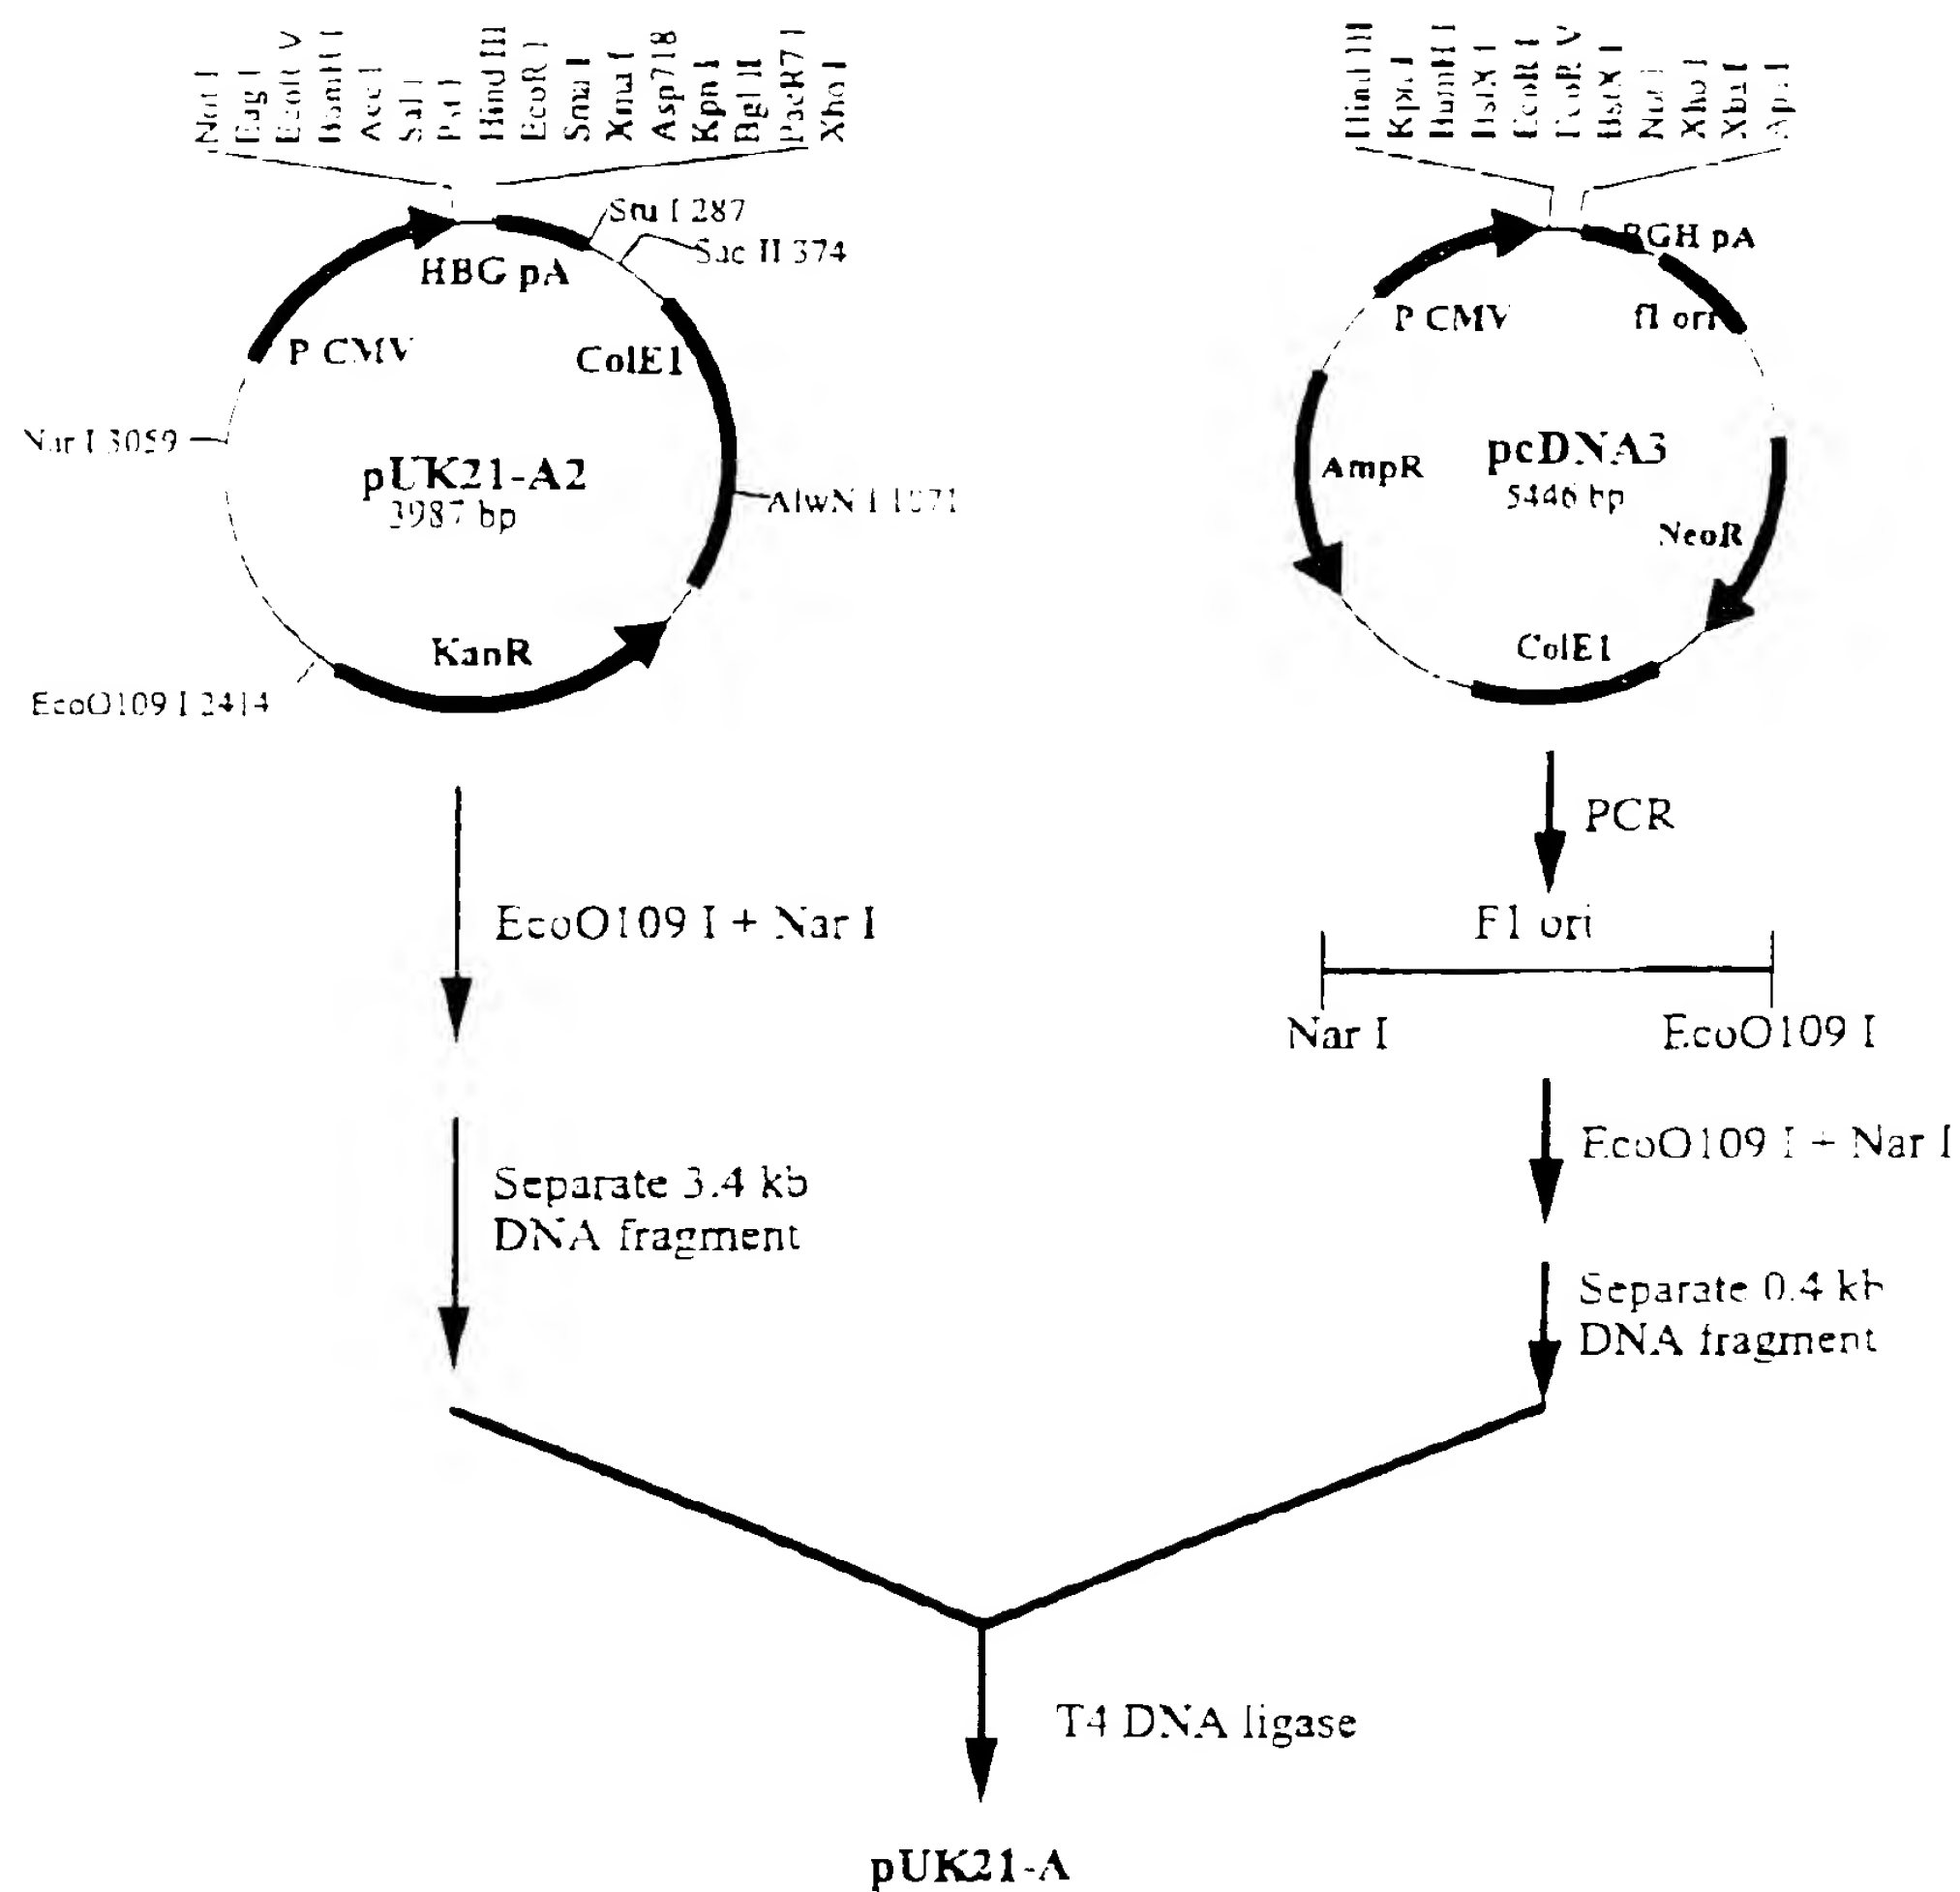 Not I
Eag I
EcoR V
BamH I
Acc I
Sal I
Pst I
Hind III
EcoR I
Sma I
Xma I
Asp718
Kpn I
Bgl II
PaeR7 I
Xho I
Stu I 287
Sac II 374
HBG pA
P CMV
ColE1
Nar I 3059
pUK21-A2
3987 bp
AlwN I
KanR
EcoO109 I 2414
Hind III
Kpn I
BamH I
BstX I
EcoR I
EcoR V
BstX I
Not I
Xho I
Xba I
Apa I
BGH pA
P CMV
f1 ori
AmpR
pcDNA3
5446 bp
NeoR
ColE1
PCR
EcoO109 I + Nar I
F1 ori
Nar I
EcoO109 I
EcoO109 I + Nar I
Separate 3.4 kb
DNA fragment
Separate 0.4 kb
DNA fragment
T4 DNA ligase
pUK21-A